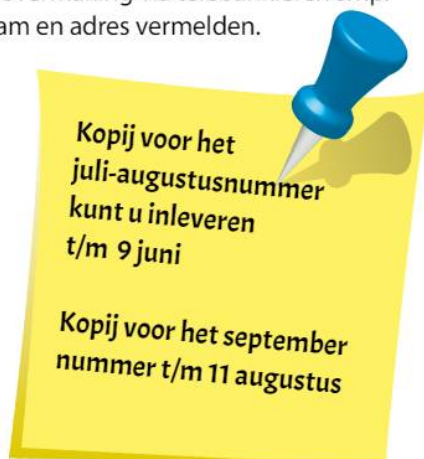 am en adres vermelden.
Kopij voor het
juli-augustusnummer
kunt u inleveren
t/m 9 juni
Kopij voor het september
nummer t/m 11 augustus